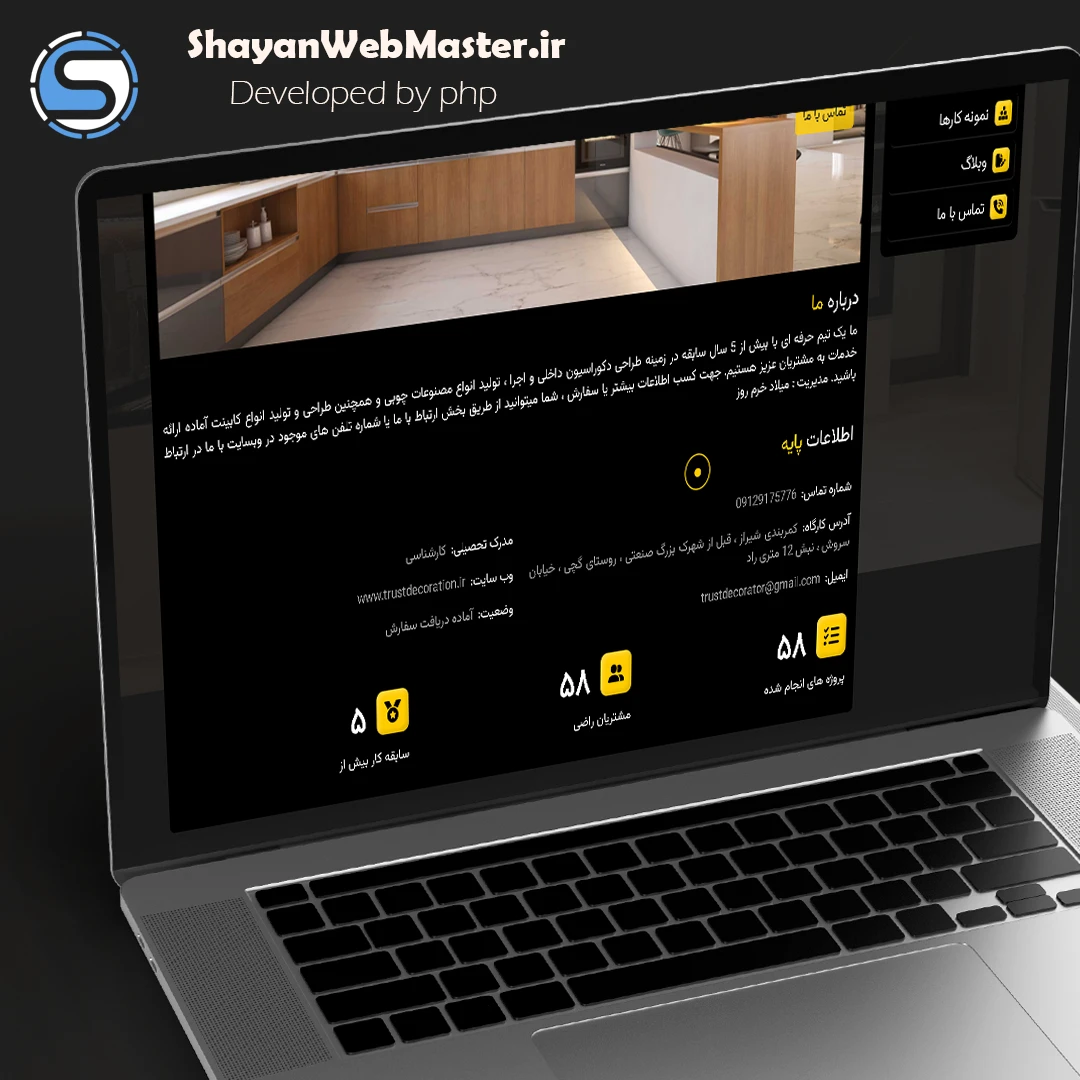 ShayanWebMaster.ir
Developed by php
تماس با ما
نمونه کارها
وبلاگ
تماس با ما
درباره ما
ما یک تیم حرفه ای با بیش از 5 سال سابقه در زمینه طراحی دکوراسیون داخلی و اجرا ، تولید انواع مصنوعات چوبی و همچنین طراحی و تولید انواع کابینت آماده ارائه
خدمات به مشتریان عزیز هستیم. جهت کسب اطلاعات بیشتر یا سفارش ، شما میتوانید از طریق بخش ارتباط با ما یا شماره تلفن های موجود در وبسایت با ما در ارتباط
باشید. مدیریت : میلاد خرم روز
اطلاعات پایه
شماره تماس: 09129175776
آدرس کارگاه: کمربندی شیراز ، قبل از شهرک بزرگ صنعتی ، روستای گچی ، خیابان
سروش ، نبش 12 متری راد
ایمیل: trustdecorator@gmail.com
مدرک تحصیلی: کارشناسی
وب سایت: www.trustdecoration.ir
وضعیت: آماده دریافت سفارش
۵۸
پروژه های انجام شده
۵۸
مشتریان راضی
۵
سابقه کار بیش از